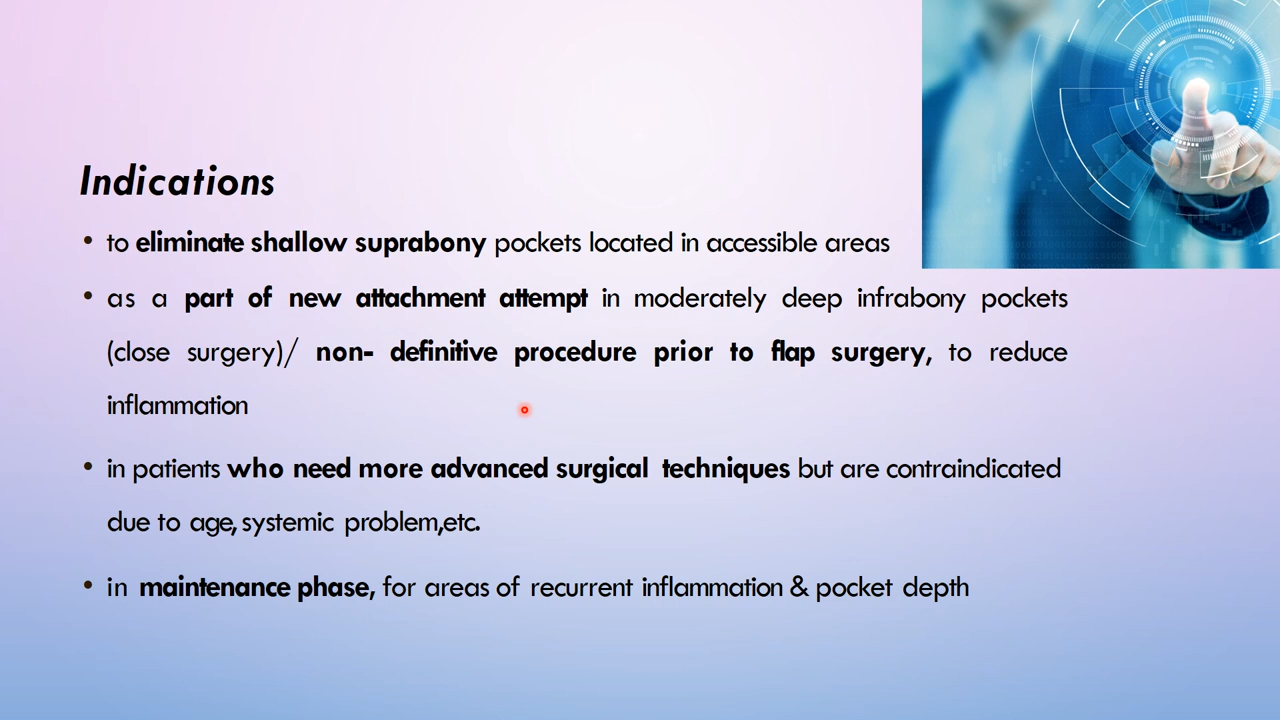 Indications
• to eliminate shallow suprabony pockets located in accessible areas
• as a part of new attachment attempt in moderately deep infrabony pockets
(close surgery)/ non- definitive procedure prior to flap surgery, to reduce
inflammation
• in patients who need more advanced surgical techniques but are contraindicated
due to age, systemic problem,etc.
• in maintenance phase, for areas of recurrent inflammation & pocket depth